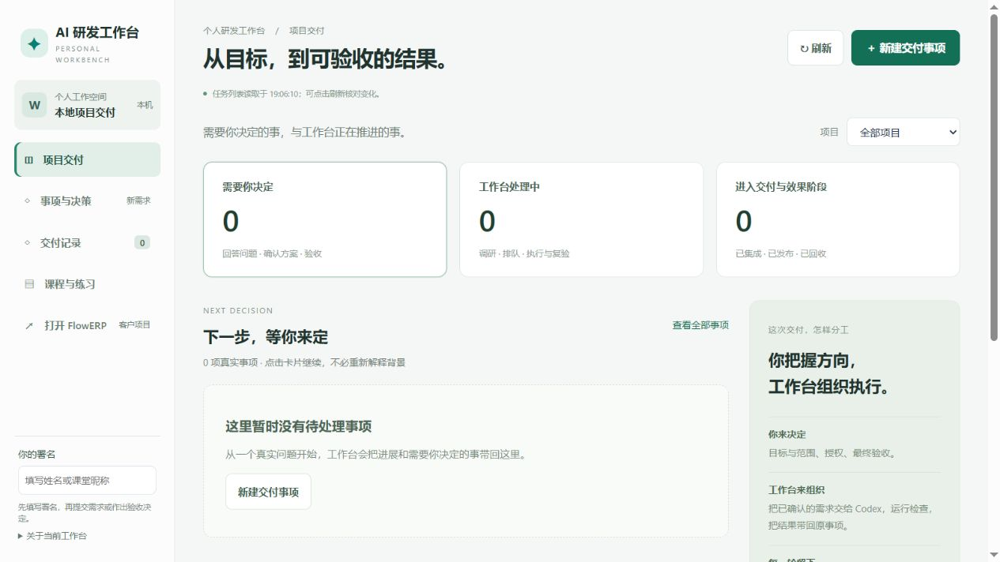 AI 研发工作台
PERSONAL
WORKBENCH
W
个人工作空间
本地项目交付
本机
项目交付
事项与决策
新需求
交付记录
0
课程与练习
打开 FlowERP
客户项目
你的署名
填写姓名或课堂昵称
先填写署名，再提交需求或作出验收决
定。
关于当前工作台
个人研发工作台 / 项目交付
从目标，到可验收的结果。
任务列表读取于 19:06:10；可点击刷新核对变化。
↻ 刷新
+ 新建交付事项
需要你决定的事，与工作台正在推进的事。
项目
全部项目
需要你决定
0
回答问题 · 确认方案 · 验收
工作台处理中
0
调研 · 排队 · 执行与复验
进入交付与效果阶段
0
已集成 · 已发布 · 已回收
NEXT DECISION
下一步，等你来定
0 项真实事项 · 点击卡片继续，不必重新解释背景
查看全部事项
这里暂时没有待处理事项
从一个真实问题开始，工作台会把进展和需要你决定的事带回这里。
新建交付事项
这次交付，怎样分工
你把握方向，
工作台组织执行。
你来决定
目标与范围、授权、最终验收。
工作台来组织
把已确认的需求交给 Codex，运行检查，
把结果带回原事项。